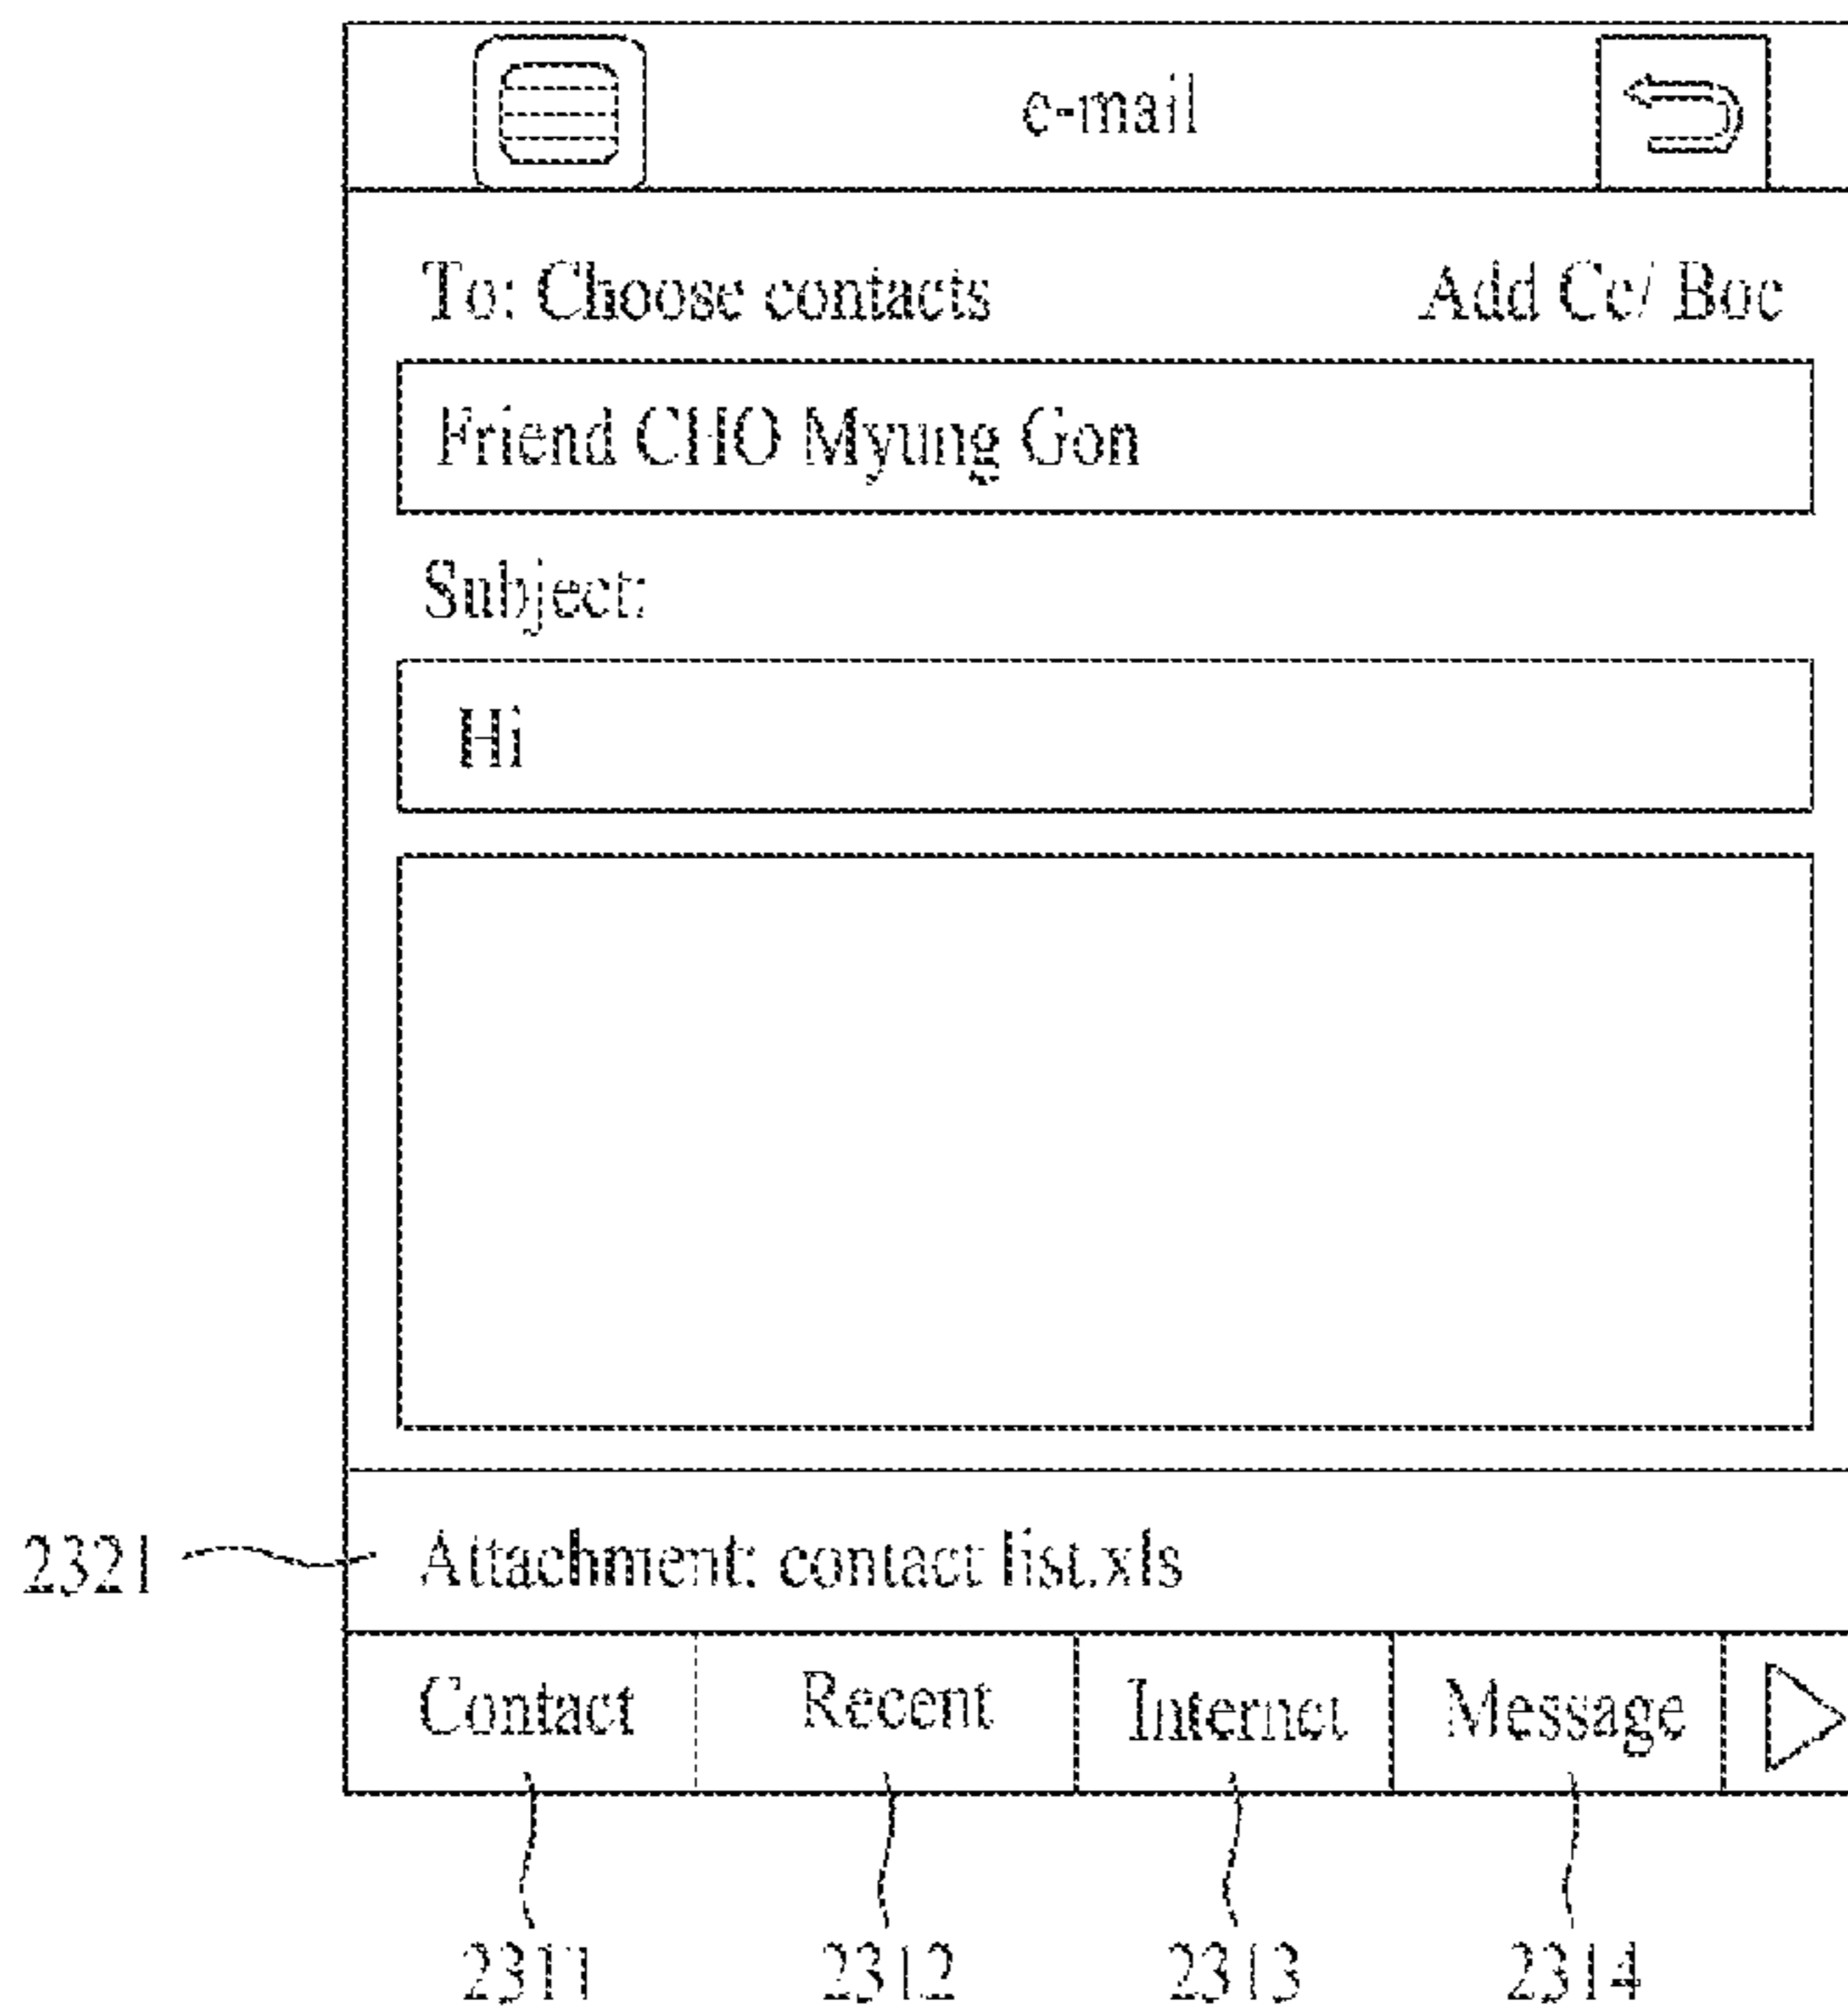 e-mail
To: Choose contacts Add Cc/ Bcc
Friend CHO Myung Gon
Subject:
Hi
2321 Attachment: contact list.xls
Contact Recent Internet Message
2311 2312 2313 2314